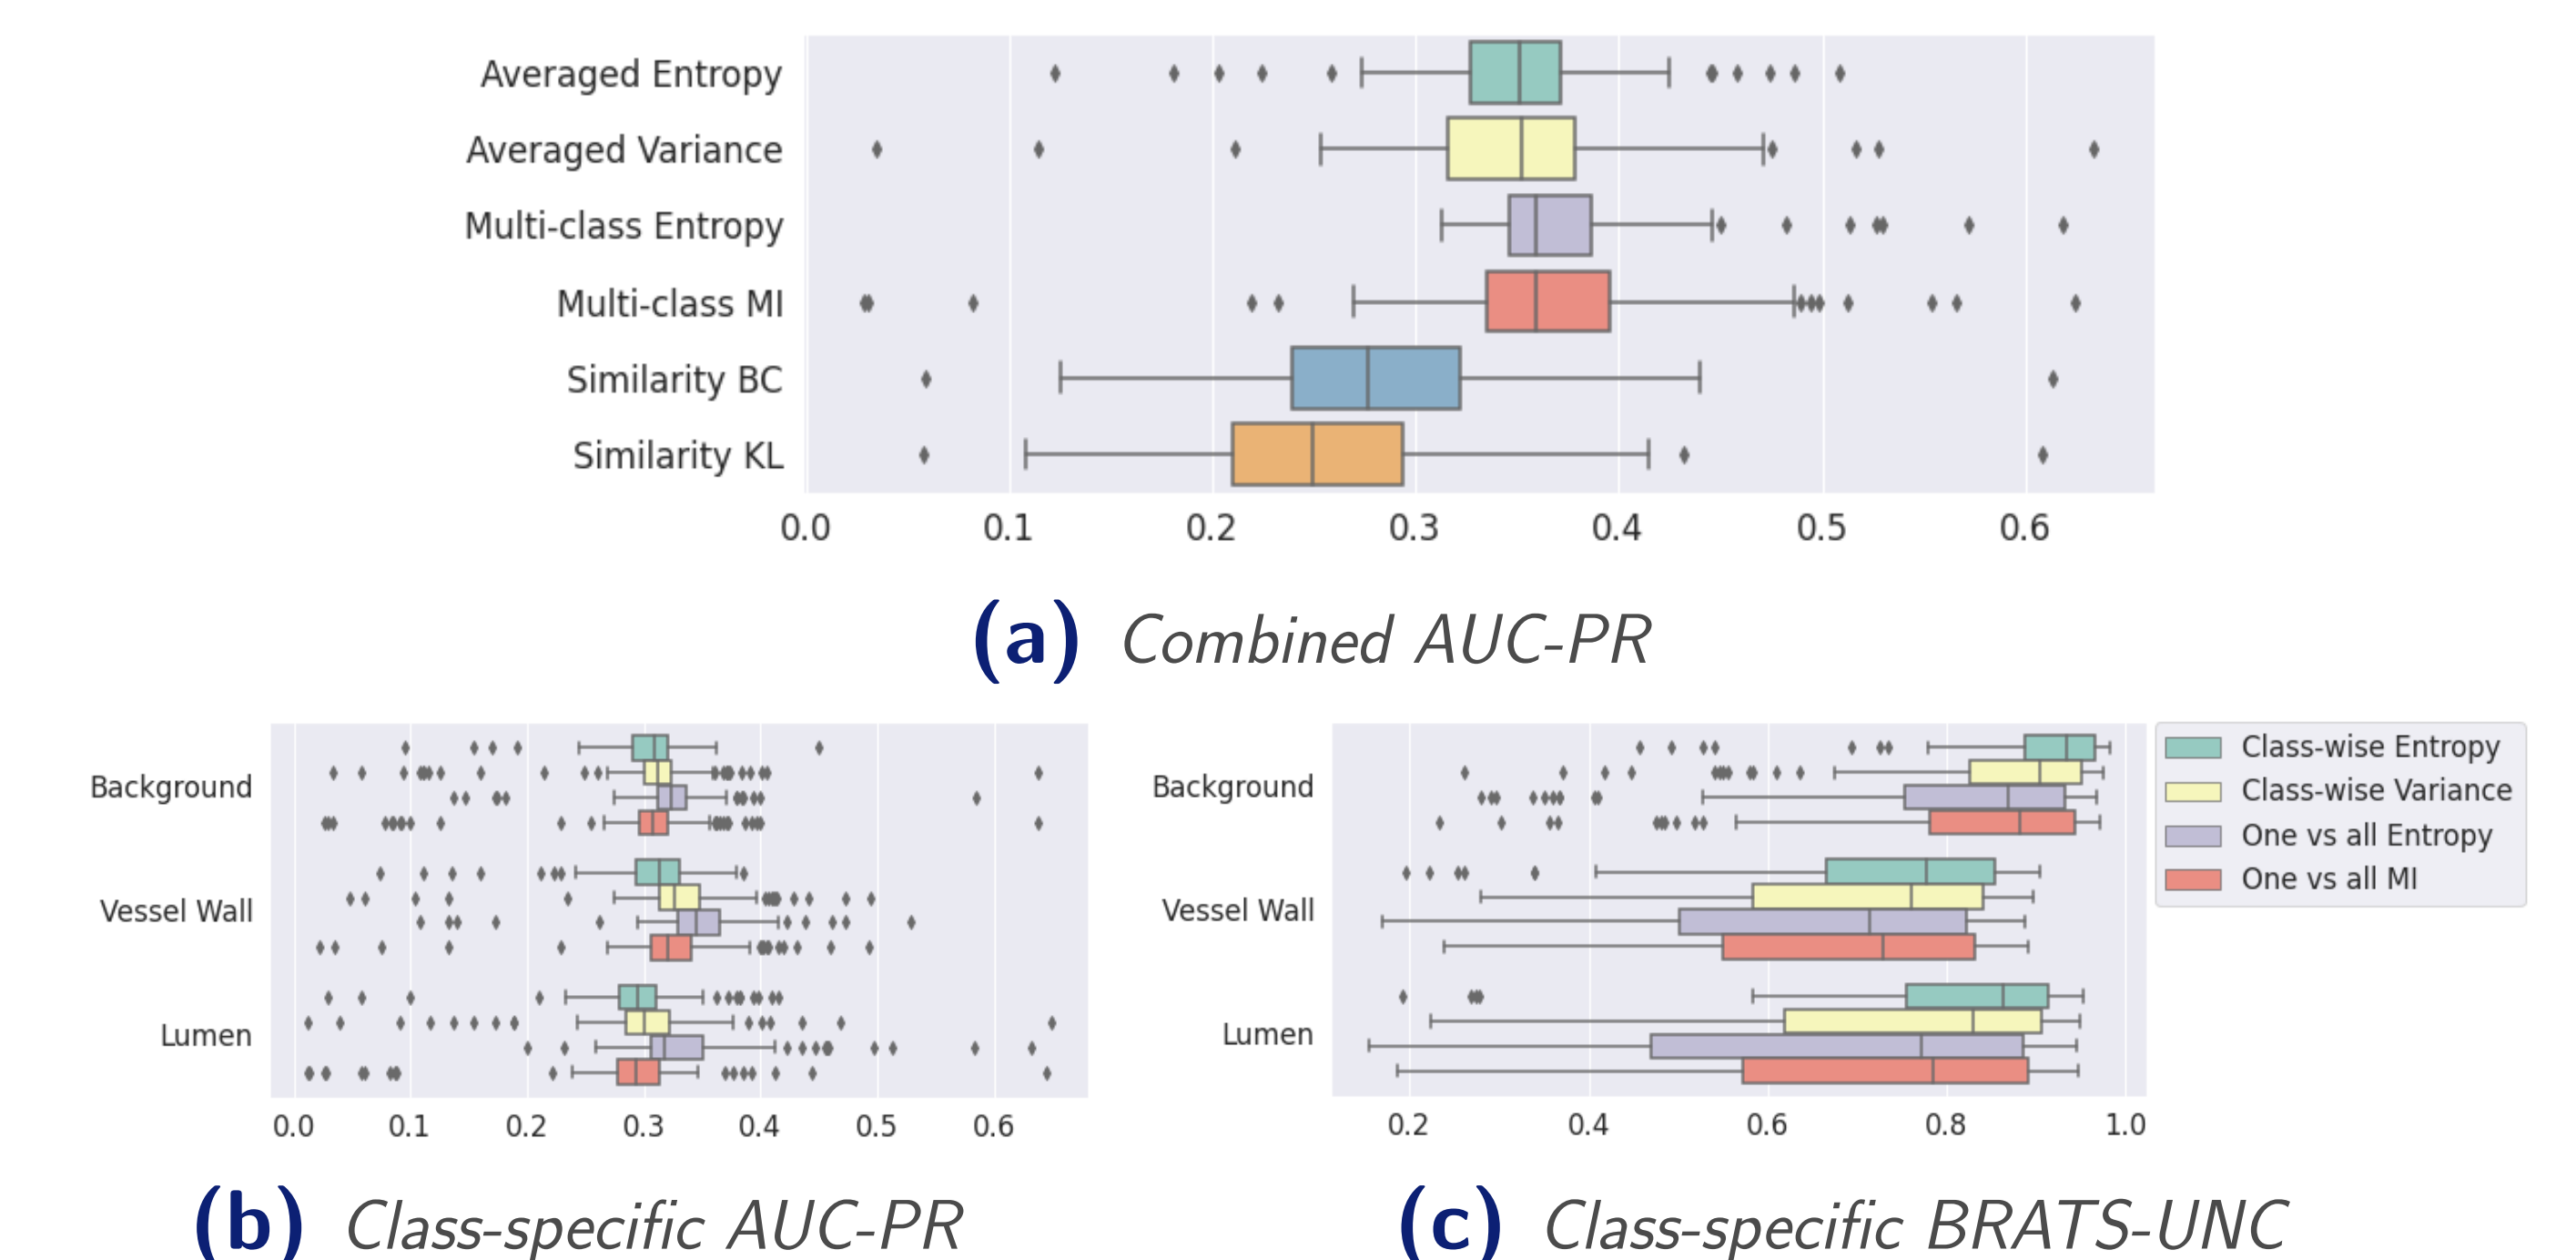 Averaged Entropy
Averaged Variance
Multi-class Entropy
Multi-class MI
Similarity BC
Similarity KL
0.0 0.1 0.2 0.3 0.4 0.5 0.6
(a) Combined AUC-PR
Background
Vessel Wall
Lumen
0.0 0.1 0.2 0.3 0.4 0.5 0.6
(b) Class-specific AUC-PR
Background
Vessel Wall
Lumen
0.2 0.4 0.6 0.8 1.0
Class-wise Entropy
Class-wise Variance
One vs all Entropy
One vs all MI
(c) Class-specific BRATS-UNC